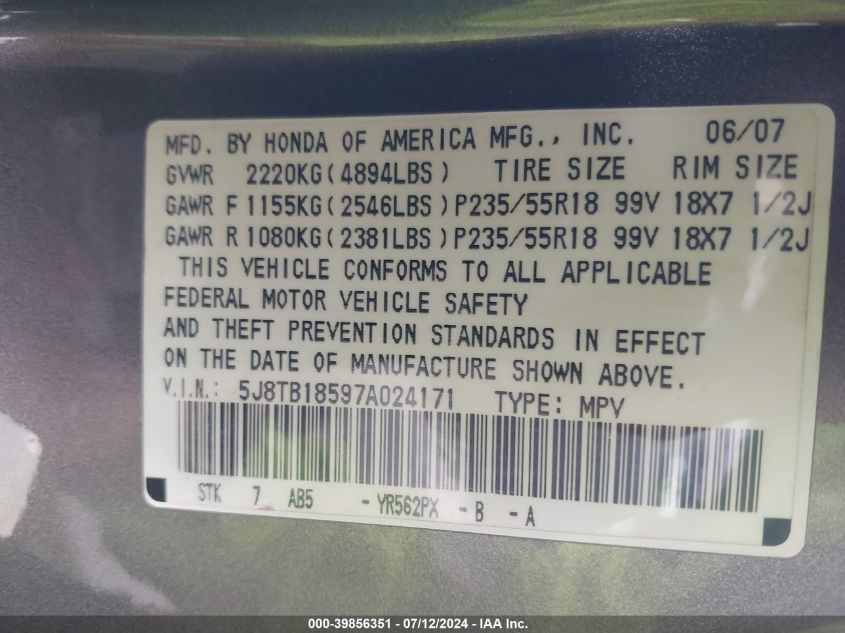 MFD. BY HONDA OF AMERICA MFG., INC. 06/07
GVWR 2220KG(4894LBS) TIRE SIZE RIM SIZE
GAWR F 1155KG(2546LBS)P235/55R18 99V 18X7 1/2J
GAWR R 1080KG(2381LBS)P235/55R18 99V 18X7 1/2J
THIS VEHICLE CONFORMS TO ALL APPLICABLE
FEDERAL MOTOR VEHICLE SAFETY
AND THEFT PREVENTION STANDARDS IN EFFECT
ON THE DATE OF MANUFACTURE SHOWN ABOVE.
V.I.N.: 5J8TB18597A024171 TYPE: MPV
STK 7 AB5 - YR562PX - B - A
000-39856351 - 07/12/2024 - IAA Inc.